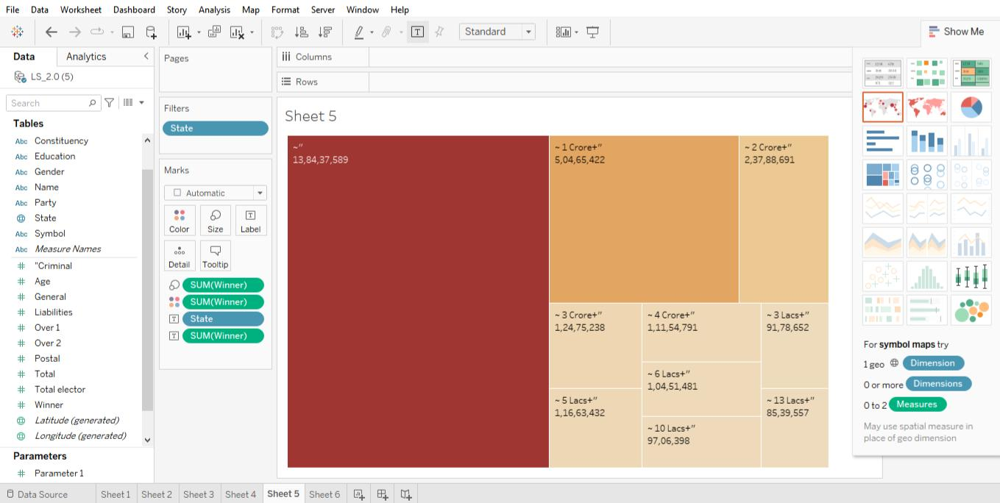 File Data Worksheet Dashboard Story Analysis Map Format Server Window Help
Standard
Show Me
Data Analytics
LS_2.0 (5)
Search
Tables
Abc Constituency
Abc Education
Abc Gender
Abc Name
Abc Party
State
Abc Symbol
Abc Measure Names
"Criminal
Age
General
Liabilities
Over 1
Over 2
Postal
Total
Total elector
Winner
Latitude (generated)
Longitude (generated)
Parameters
Parameter 1
Pages
Filters
State
Marks
Automatic
Color Size Label
Detail Tooltip
SUM(Winner)
SUM(Winner)
State
SUM(Winner)
Columns
Rows
Sheet 5
~"
13,84,37,589
~ 1 Crore+"
5,04,65,422
~ 2 Crore+"
2,37,88,691
~ 3 Crore+"
1,24,75,238
~ 4 Crore+"
1,11,54,791
~ 3 Lacs+"
91,78,652
~ 6 Lacs+"
1,04,51,481
~ 5 Lacs+"
1,16,63,432
~ 13 Lacs+"
85,39,557
~ 10 Lacs+"
97,06,398
For symbol maps try
1 geo Dimension
0 or more Dimensions
0 to 2 Measures
May use spatial measure in
place of geo dimension
Data Source Sheet 1 Sheet 2 Sheet 3 Sheet 4 Sheet 5 Sheet 6